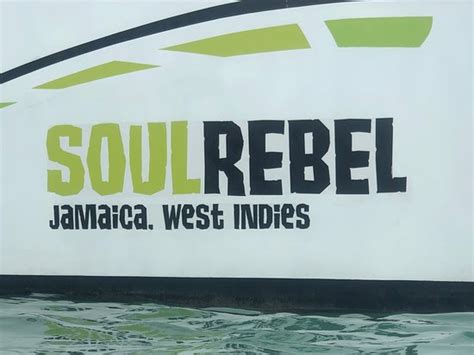 SOULREBEL
JAMAICA, WEST INDIES